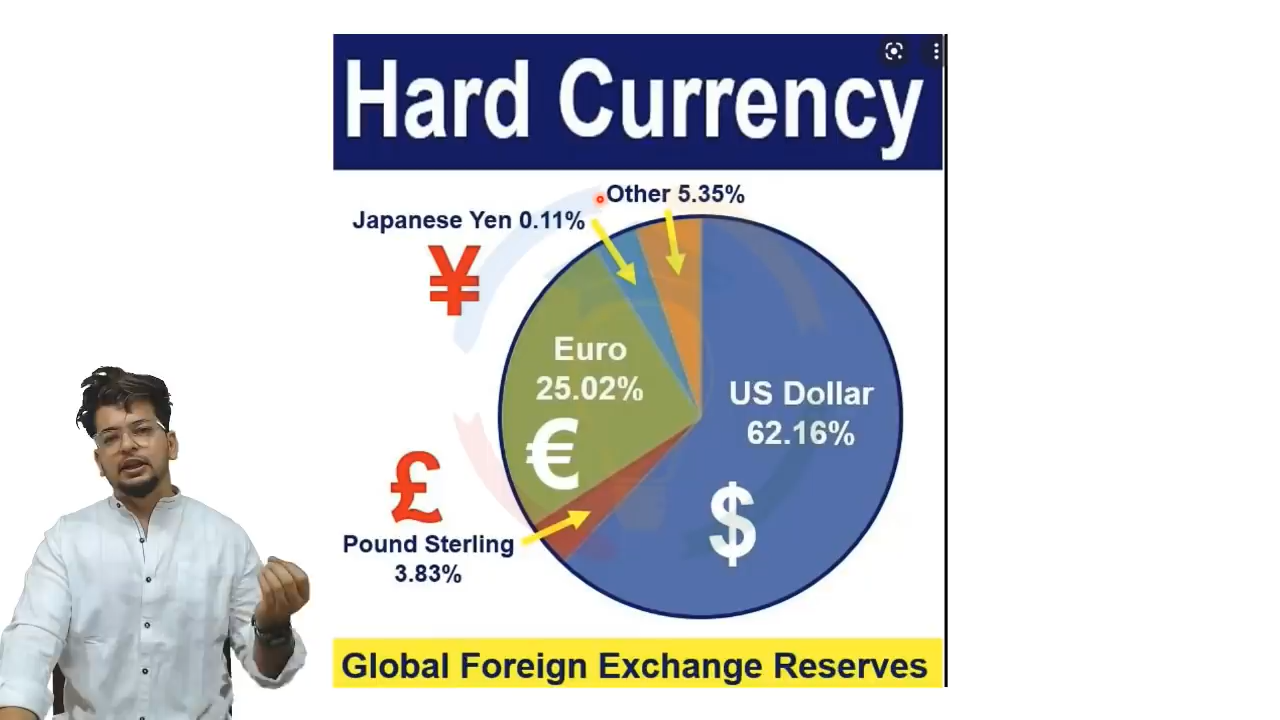 Hard Currency
Other 5.35%
Japanese Yen 0.11%
¥
Euro
25.02%
€
US Dollar
62.16%
$
£
Pound Sterling
3.83%
Global Foreign Exchange Reserves